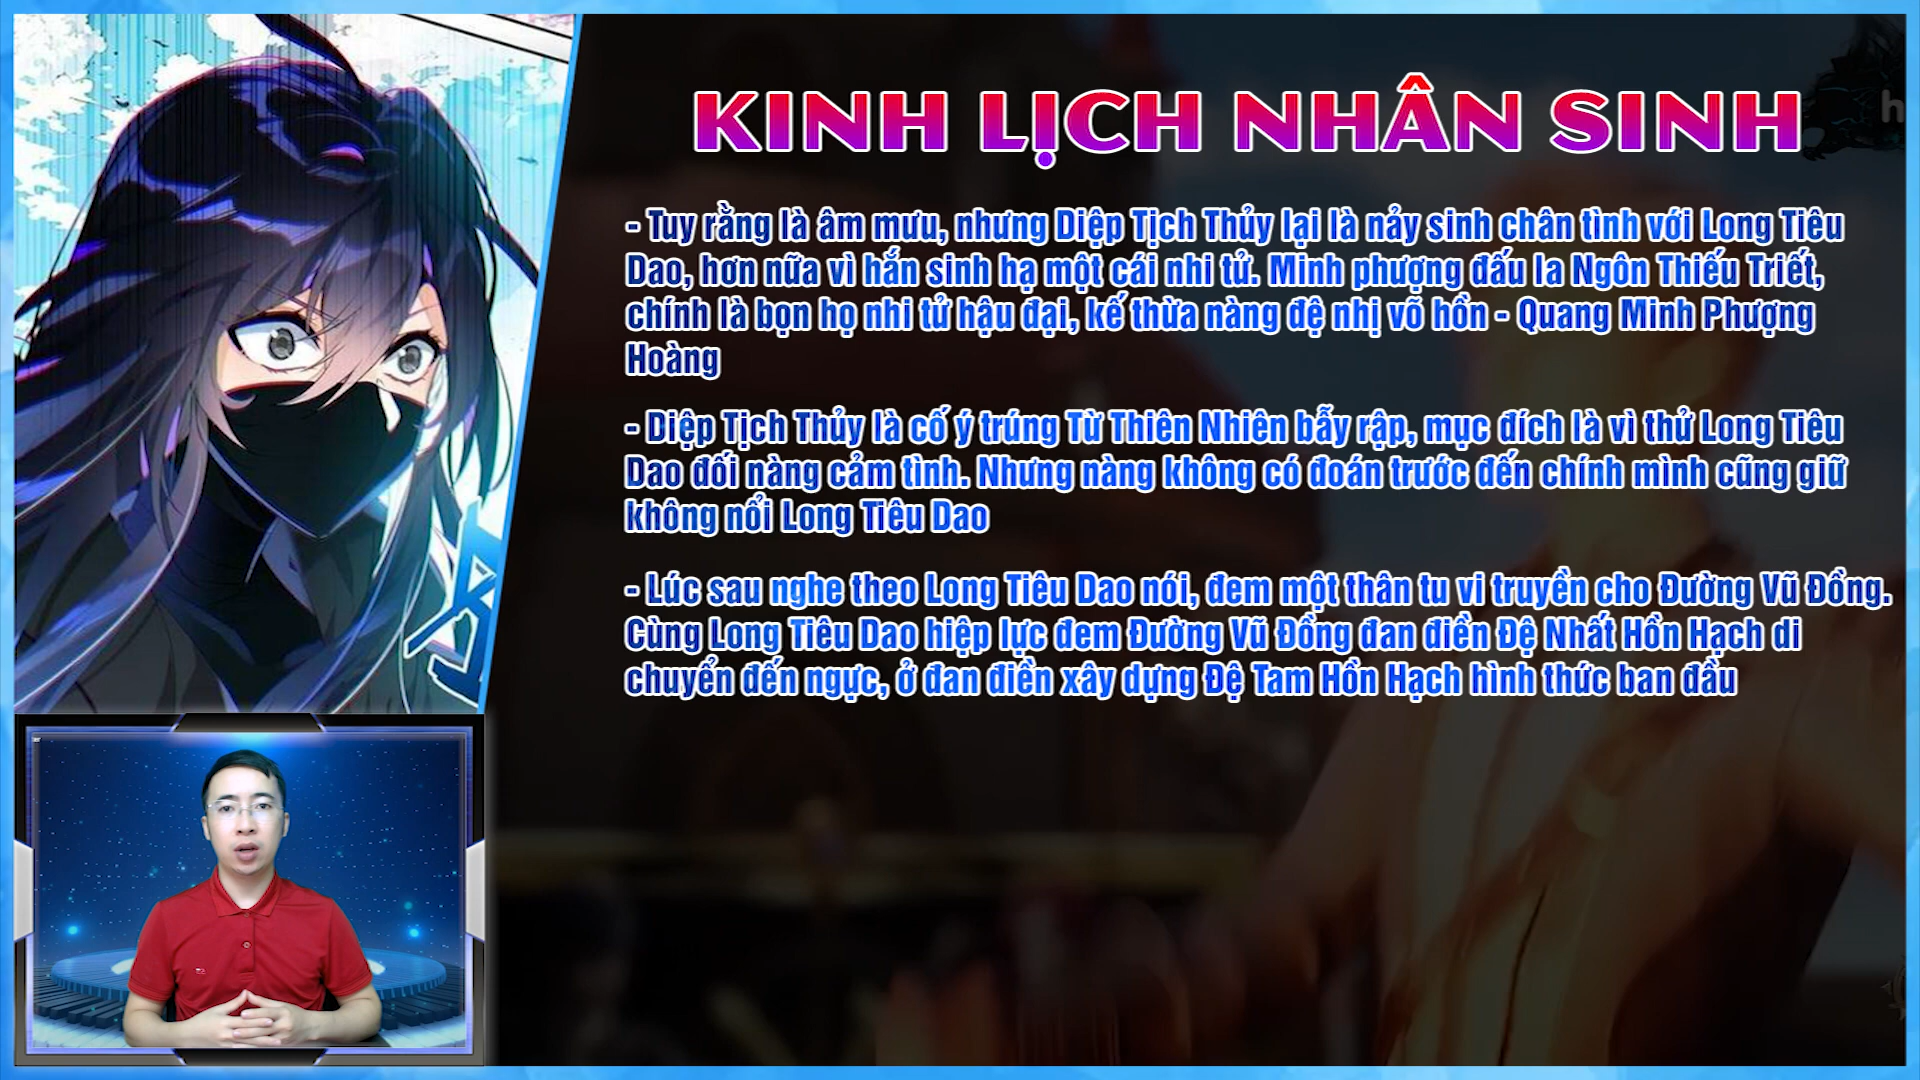 KINH LỊCH NHÂN SINH
- Tuy rằng là âm mưu, nhưng Diệp Tịch Thủy lại là nảy sinh chân tình với Long Tiêu
Dao, hơn nữa vì hắn sinh hạ một cái nhi tử. Minh phượng đấu la Ngôn Thiếu Triết,
chính là bọn họ nhi tử hậu đại, kế thừa nàng đệ nhị võ hồn - Quang Minh Phượng
Hoàng
- Diệp Tịch Thủy là cố ý trúng Từ Thiên Nhiên bẫy rập, mục đích là vì thử Long Tiêu
Dao đối nàng cảm tình. Nhưng nàng không có đoán trước đến chính mình cũng giữ
không nổi Long Tiêu Dao
- Lúc sau nghe theo Long Tiêu Dao nói, đem một thân tu vi truyền cho Đường Vũ Đồng.
Cùng Long Tiêu Dao hiệp lực đem Đường Vũ Đồng đan điền Đệ Nhất Hồn Hạch di
chuyển đến ngực, ở đan điền xây dựng Đệ Tam Hồn Hạch hình thức ban đầu